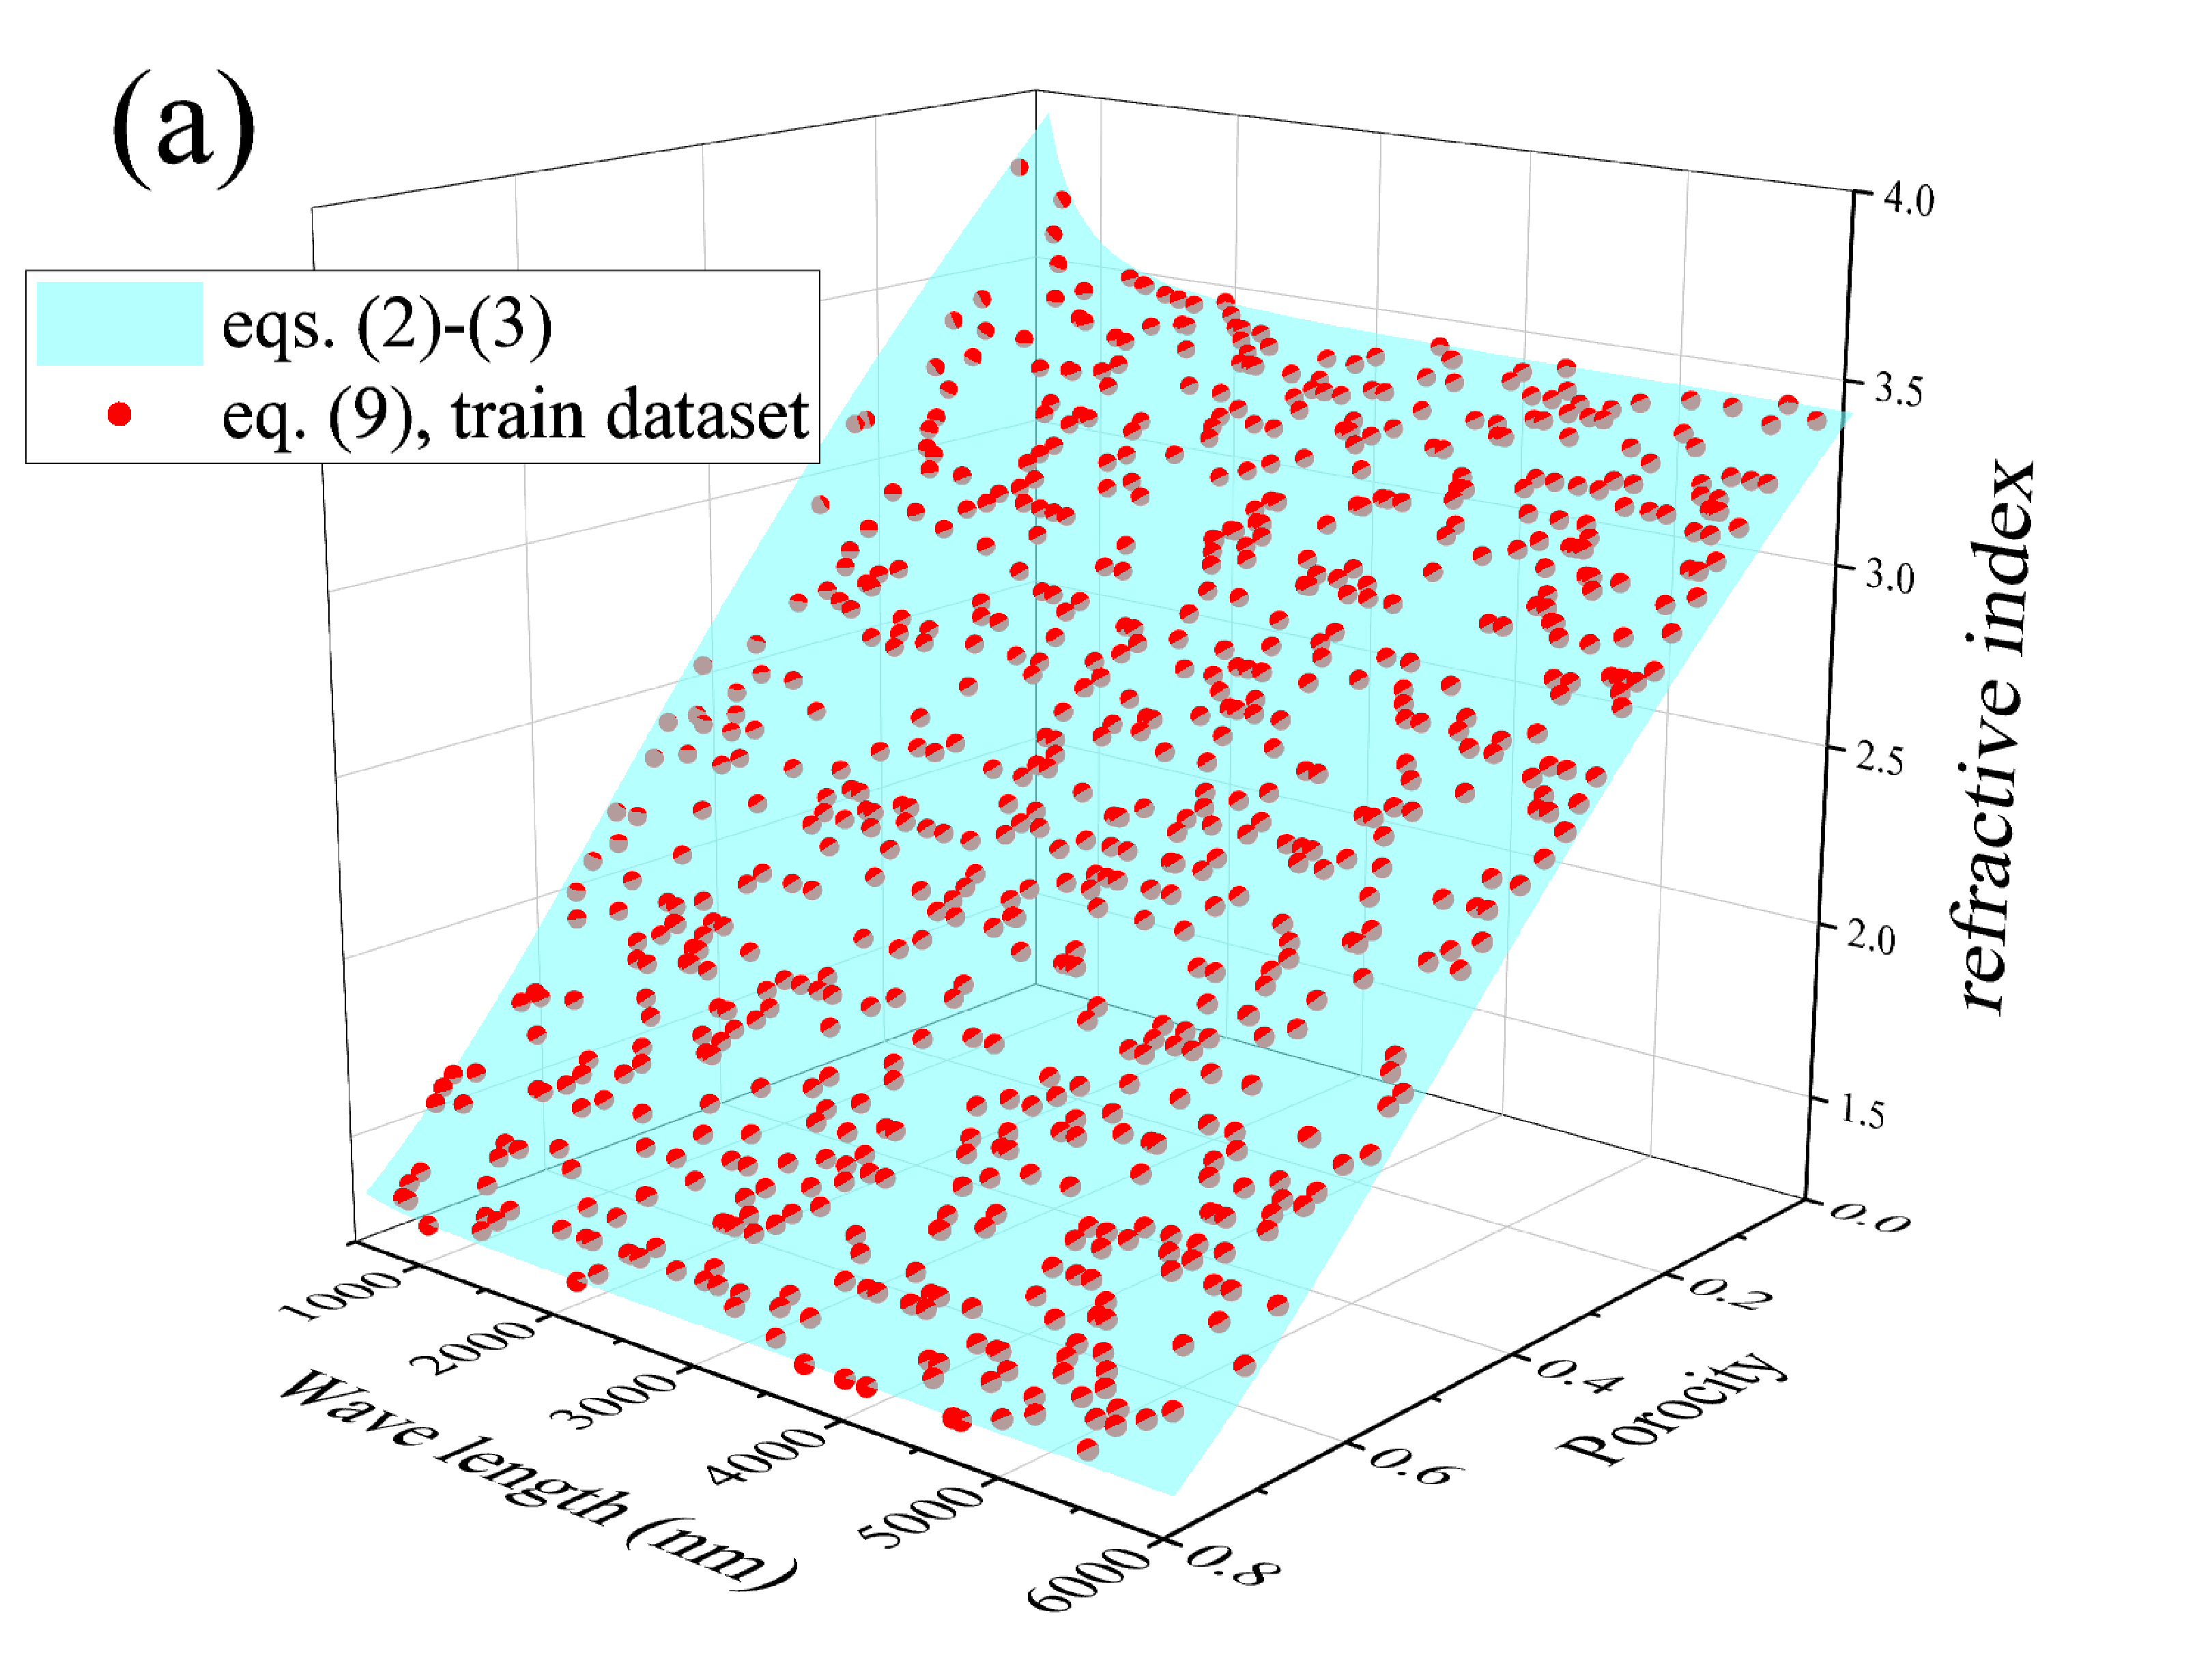 (a)
eqs. (2)-(3)
eq. (9), train dataset
4.0
3.5
3.0
2.5
2.0
1.5
refractive index
0.0
0.2
0.4
0.6
0.8
Porocity
1000
2000
3000
4000
5000
6000
Wave length (nm)